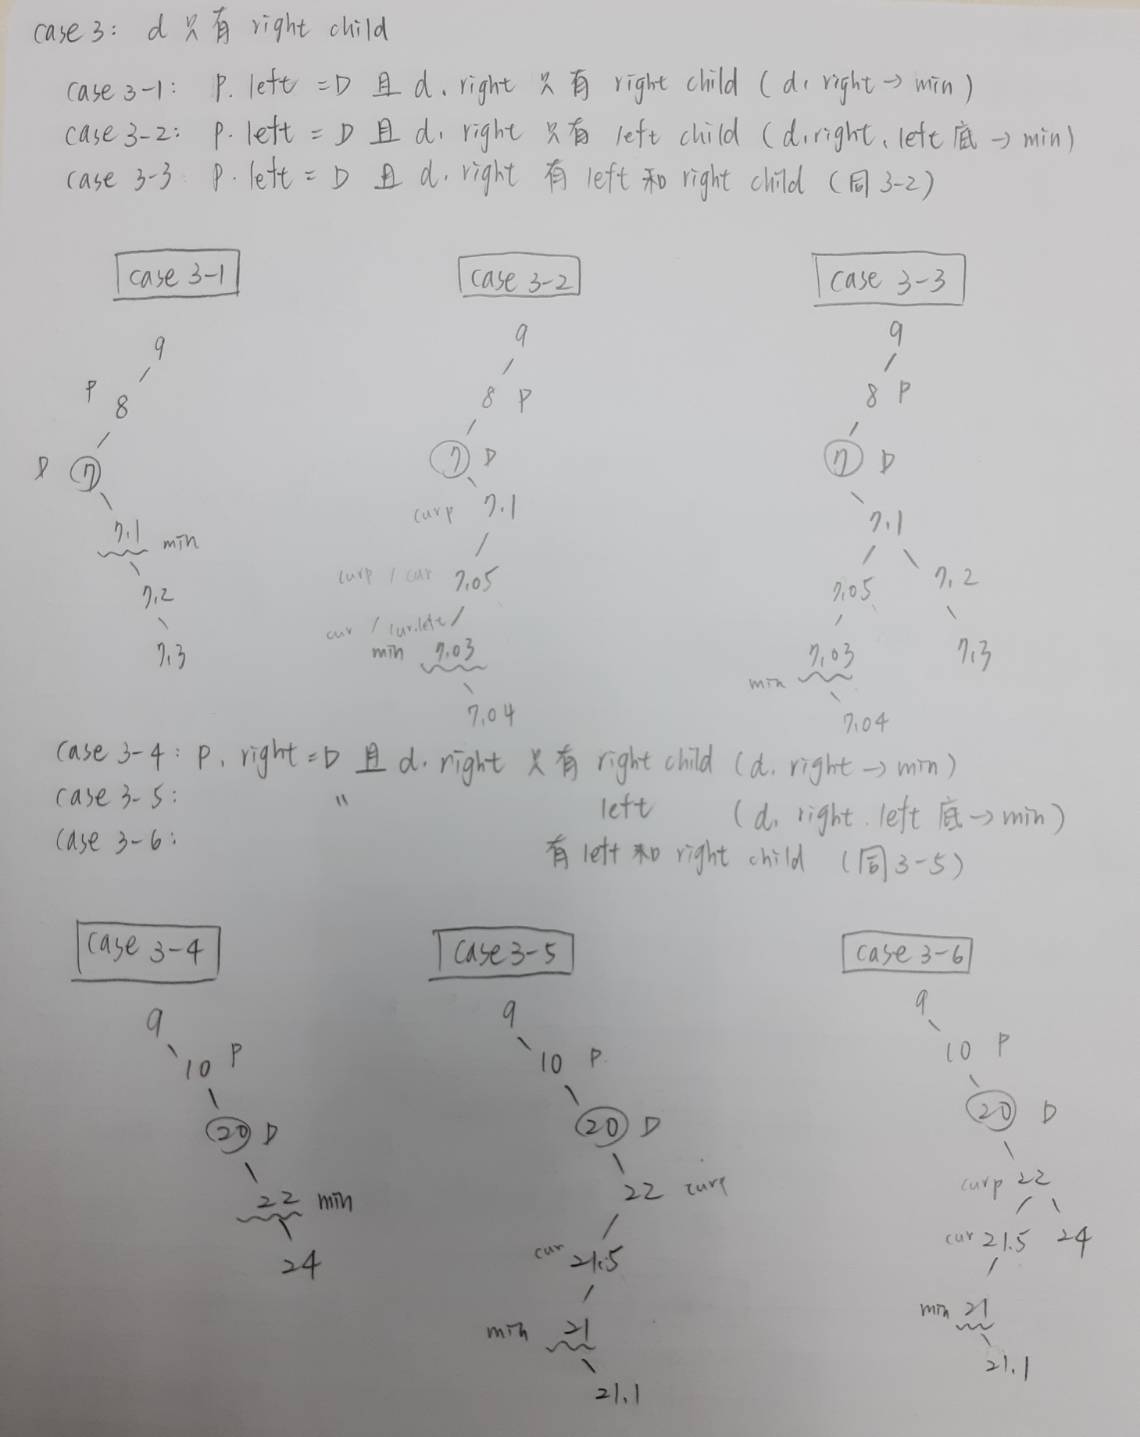 case 3: d 只有 right child
case 3-1: P. left = D 且 d. right 只有 right child (d. right → min)
case 3-2: P. left = D 且 d. right 只有 left child (d.right.left 底 → min)
case 3-3: P. left = D 且 d. right 有 left 和 right child (同 3-2)
case 3-1 case 3-2 case 3-3
9 9 9
P 8 8 P 8 P
D 7 7 D 7 D
7.1 min curp 7.1 7.1
7.2 curp / cur 7.05 7.05 7.2
7.3 cur / cur.left min 7.03 min 7.03 7.3
7.04 7.04
case 3-4: P. right = D 且 d. right 只有 right child (d. right → min)
case 3-5: " left (d. right. left 底 → min)
case 3-6: 有 left 和 right child (同 3-5)
case 3-4 case 3-5 case 3-6
9 9 9
10 P 10 P 10 P
20 D 20 D 20 D
22 min 22 curp curp 22
24 cur 21.5 cur 21.5 24
min 21 min 21
21.1 21.1